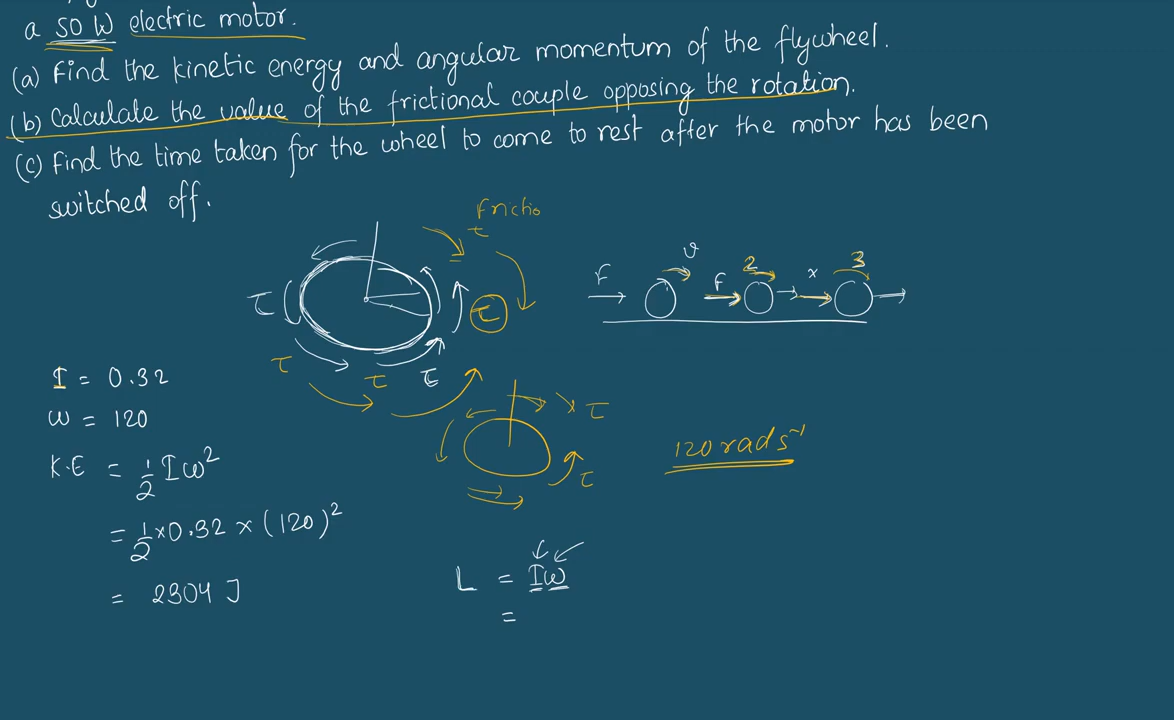 a 50 W electric motor.
(a) Find the kinetic energy and angular momentum of the flywheel.
(b) Calculate the value of the frictional couple opposing the rotation.
(c) Find the time taken for the wheel to come to rest after the motor has been
switched off.
Frictio
τ
τ
τ
τ
τ
τ
F
v
F
2
x
3
I = 0.32
ω = 120
K.E = 1/2 Iω²
= 1/2 × 0.32 × (120)²
= 2304 J
τ
τ
120 rad s⁻¹
L = Iω
=